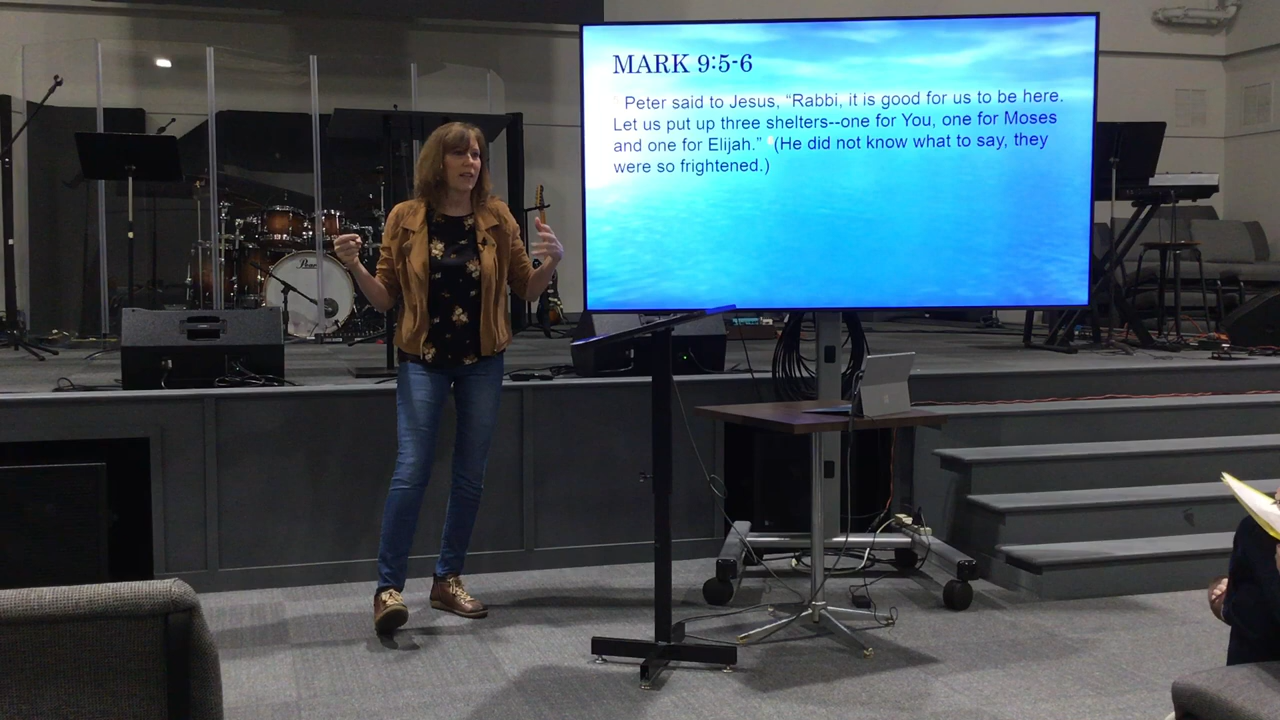 MARK 9:5-6
Peter said to Jesus, “Rabbi, it is good for us to be here.
Let us put up three shelters--one for You, one for Moses
and one for Elijah.” (He did not know what to say, they
were so frightened.)
Pearl